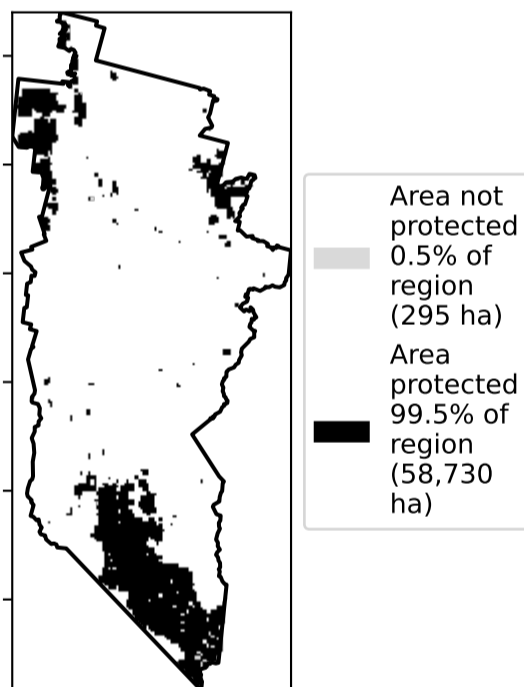 Area not
protected
0.5% of
region
(295 ha)
Area
protected
99.5% of
region
(58,730
ha)